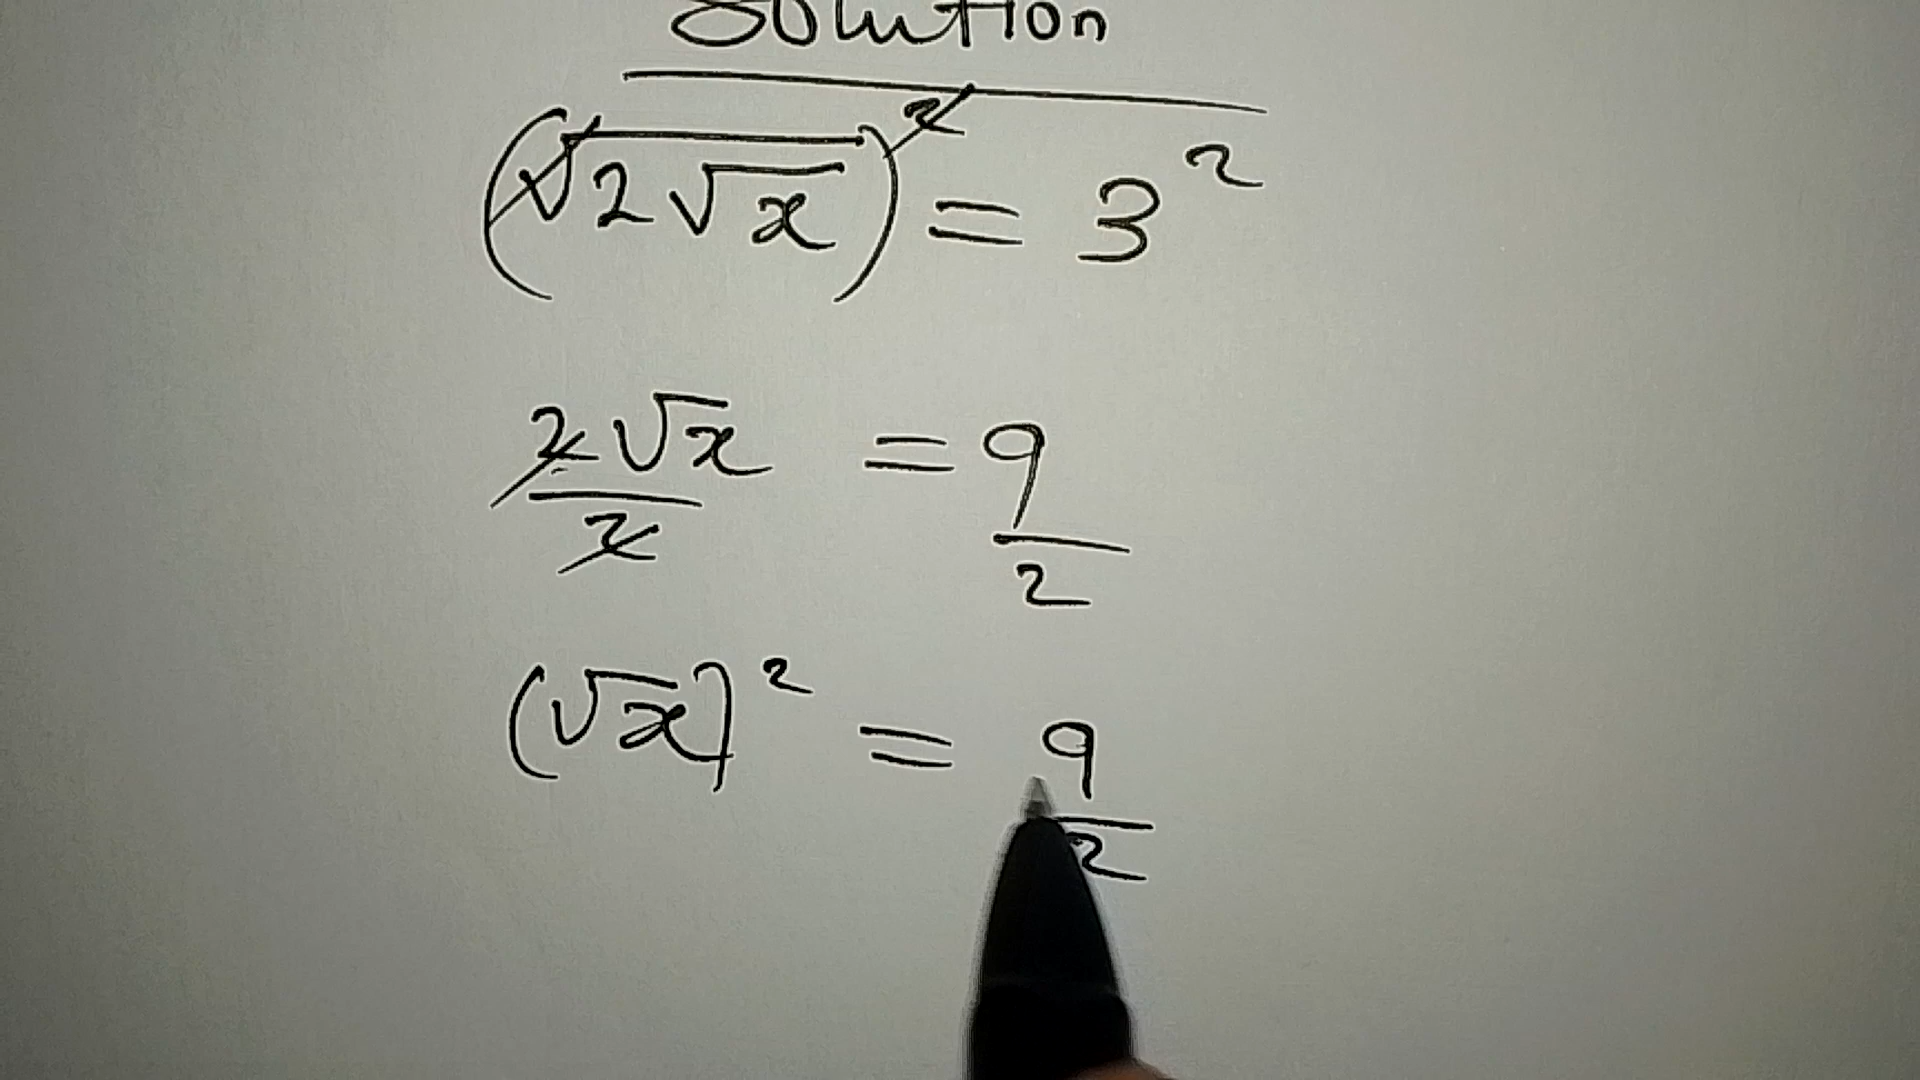 Solution
(√(2√x))² = 3²
2√x/2 = 9/2
(√x)² = 9/2